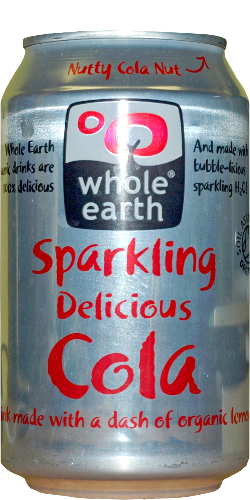 Nutty Cola Nut
Whole Earth
drinks are
delicious
And made with
bubble-licious
sparkling H₂O!
whole®
earth
Sparkling
Delicious
Cola
made with a dash of organic